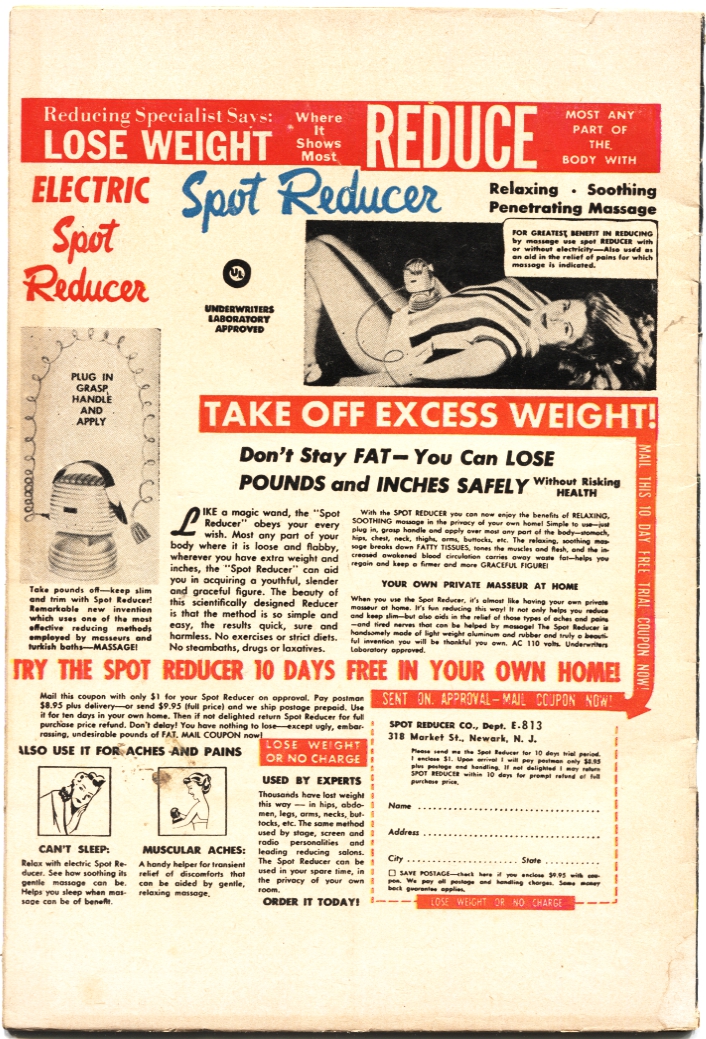 Reducing Specialist Says:
LOSE WEIGHT
Where
It
Shows
Most
REDUCE
MOST ANY
PART OF
THE
BODY WITH
ELECTRIC
Spot
Reducer
Spot Reducer
Relaxing • Soothing
Penetrating Massage
UL
UNDERWRITERS
LABORATORY
APPROVED
FOR GREATEST BENEFIT IN REDUCING
by massage use spot REDUCER with
or without electricity—Also used as
an aid in the relief of pains for which
massage is indicated.
PLUG IN
GRASP
HANDLE
AND
APPLY
Take pounds off—keep slim
and trim with Spot Reducer!
Remarkable new invention
which uses one of the most
effective reducing methods
employed by masseurs and
turkish baths—MASSAGE!
TAKE OFF EXCESS WEIGHT!
Don't Stay FAT—You Can LOSE
POUNDS and INCHES SAFELY Without Risking
HEALTH
LIKE a magic wand, the "Spot
Reducer" obeys your every
wish. Most any part of your
body where it is loose and flabby,
wherever you have extra weight and
inches, the "Spot Reducer" can aid
you in acquiring a youthful, slender
and graceful figure. The beauty of
this scientifically designed Reducer
is that the method is so simple and
easy, the results quick, sure and
harmless. No exercises or strict diets.
No steambaths, drugs or laxatives.
With the SPOT REDUCER you can now enjoy the benefits of RELAXING,
SOOTHING massage in the privacy of your own home! Simple to use—just
plug in, grasp handle and apply over most any part of the body—stomach,
hips, chest, neck, thighs, arms, buttocks, etc. The relaxing, soothing mas-
sage breaks down FATTY TISSUES, tones the muscles and flesh, and the in-
creased awakened blood circulation carries away waste fat—helps you
regain and keep a firmer and more GRACEFUL FIGURE!
YOUR OWN PRIVATE MASSEUR AT HOME
When you use the Spot Reducer, it's almost like having your own private
masseur at home. It's fun reducing this way! It not only helps you reduce
and keep slim—but also aids in the relief of those types of aches and pains
—and tired nerves that can be helped by massage! The Spot Reducer is
handsomely made of light weight aluminum and rubber and truly a beauti-
ful invention you will be thankful you own. AC 110 volts. Underwriters
Laboratory approved.
MAIL THIS 10 DAY FREE TRIAL COUPON NOW!
TRY THE SPOT REDUCER 10 DAYS FREE IN YOUR OWN HOME!
Mail this coupon with only $1 for your Spot Reducer on approval. Pay postman
$8.95 plus delivery—or send $9.95 (full price) and we ship postage prepaid. Use
it for ten days in your own home. Then if not delighted return Spot Reducer for full
purchase price refund. Don't delay! You have nothing to lose—except ugly, embar-
rassing, undesirable pounds of FAT. MAIL COUPON now!
ALSO USE IT FOR ACHES AND PAINS
CAN'T SLEEP:
Relax with electric Spot Re-
ducer. See how soothing its
gentle massage can be.
Helps you sleep when mas-
sage can be of benefit.
MUSCULAR ACHES:
A handy helper for transient
relief of discomforts that
can be aided by gentle,
relaxing massage.
LOSE WEIGHT
OR NO CHARGE
USED BY EXPERTS
Thousands have lost weight
this way — in hips, abdo-
men, legs, arms, necks, but-
tocks, etc. The same method
used by stage, screen and
radio personalities and
leading reducing salons.
The Spot Reducer can be
used in your spare time, in
the privacy of your own
room.
ORDER IT TODAY!
SENT ON APPROVAL—MAIL COUPON NOW!
SPOT REDUCER CO., Dept. E-813
318 Market St., Newark, N. J.
Please send me the Spot Reducer for 10 days trial period.
I enclose $1. Upon arrival I will pay postman only $8.95
plus postage and handling. If not delighted I may return
SPOT REDUCER within 10 days for prompt refund of full
purchase price.
Name
Address
City State
SAVE POSTAGE—check here if you enclose $9.95 with cou-
pon. We pay all postage and handling charges. Same money
back guarantee applies.
LOSE WEIGHT OR NO CHARGE